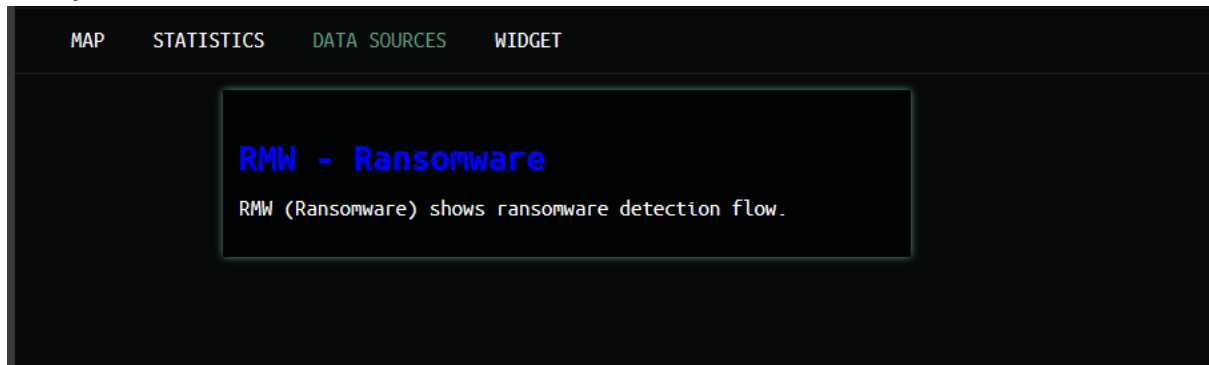 MAP STATISTICS DATA SOURCES WIDGET
RMW - Ransomware
RMW (Ransomware) shows ransomware detection flow.